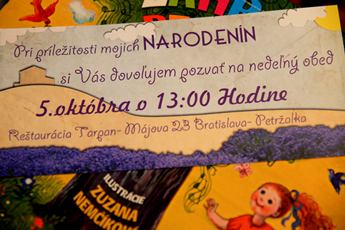 Pri príležitosti mojich NARODENÍN
si Vás dovoľujem pozvať na nedeľný obed
5.októbra o 13:00 Hodine
Reštaurácia Tarpan- Májova 23 Bratislava- Petržalka
ILUSTRÁCIE
ZUZANA
NEMČÍKOVÁ